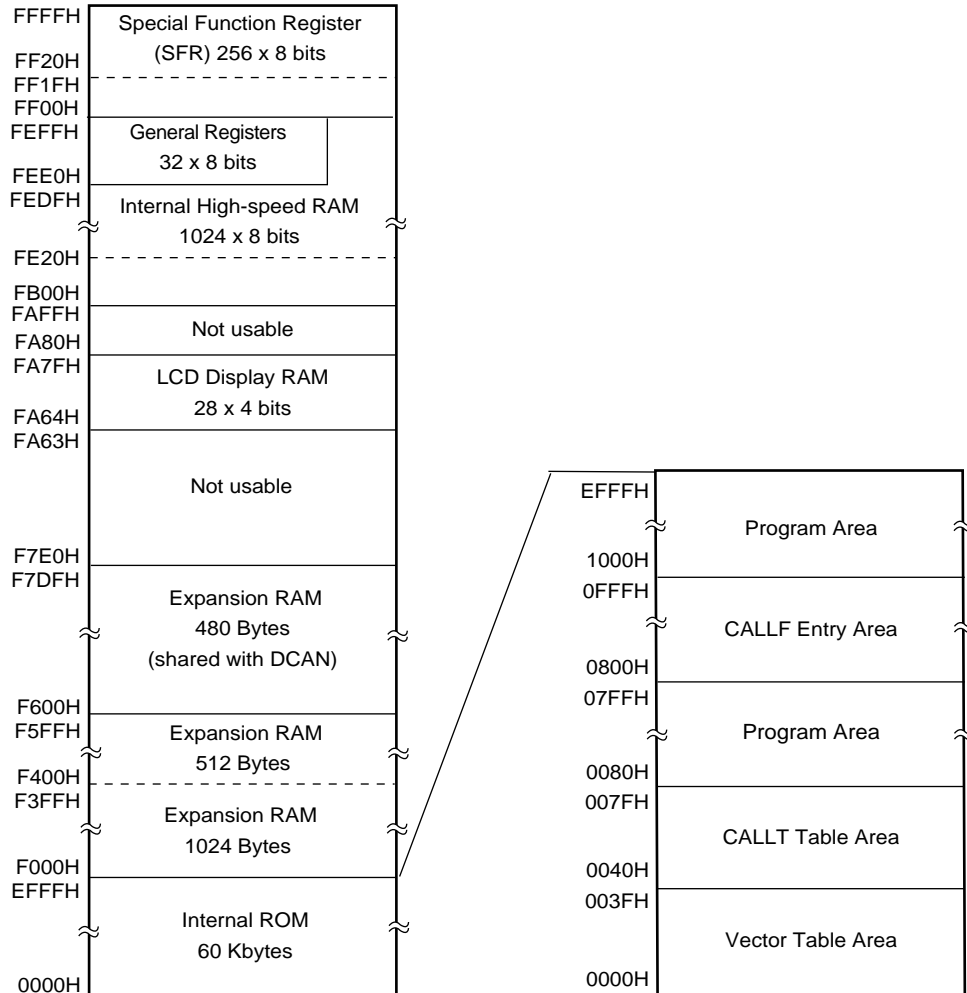 FFFFH
Special Function Register
(SFR) 256 x 8 bits
FF20H
FF1FH
FF00H
FEFFH
General Registers
32 x 8 bits
FEE0H
FEDFH
Internal High-speed RAM
1024 x 8 bits
FE20H
FB00H
FAFFH
Not usable
FA80H
FA7FH
LCD Display RAM
28 x 4 bits
FA64H
FA63H
Not usable
F7E0H
F7DFH
Expansion RAM
480 Bytes
(shared with DCAN)
F600H
F5FFH
Expansion RAM
512 Bytes
F400H
F3FFH
Expansion RAM
1024 Bytes
F000H
EFFFH
Internal ROM
60 Kbytes
0000H
EFFFH
Program Area
1000H
0FFFH
CALLF Entry Area
0800H
07FFH
Program Area
0080H
007FH
CALLT Table Area
0040H
003FH
Vector Table Area
0000H